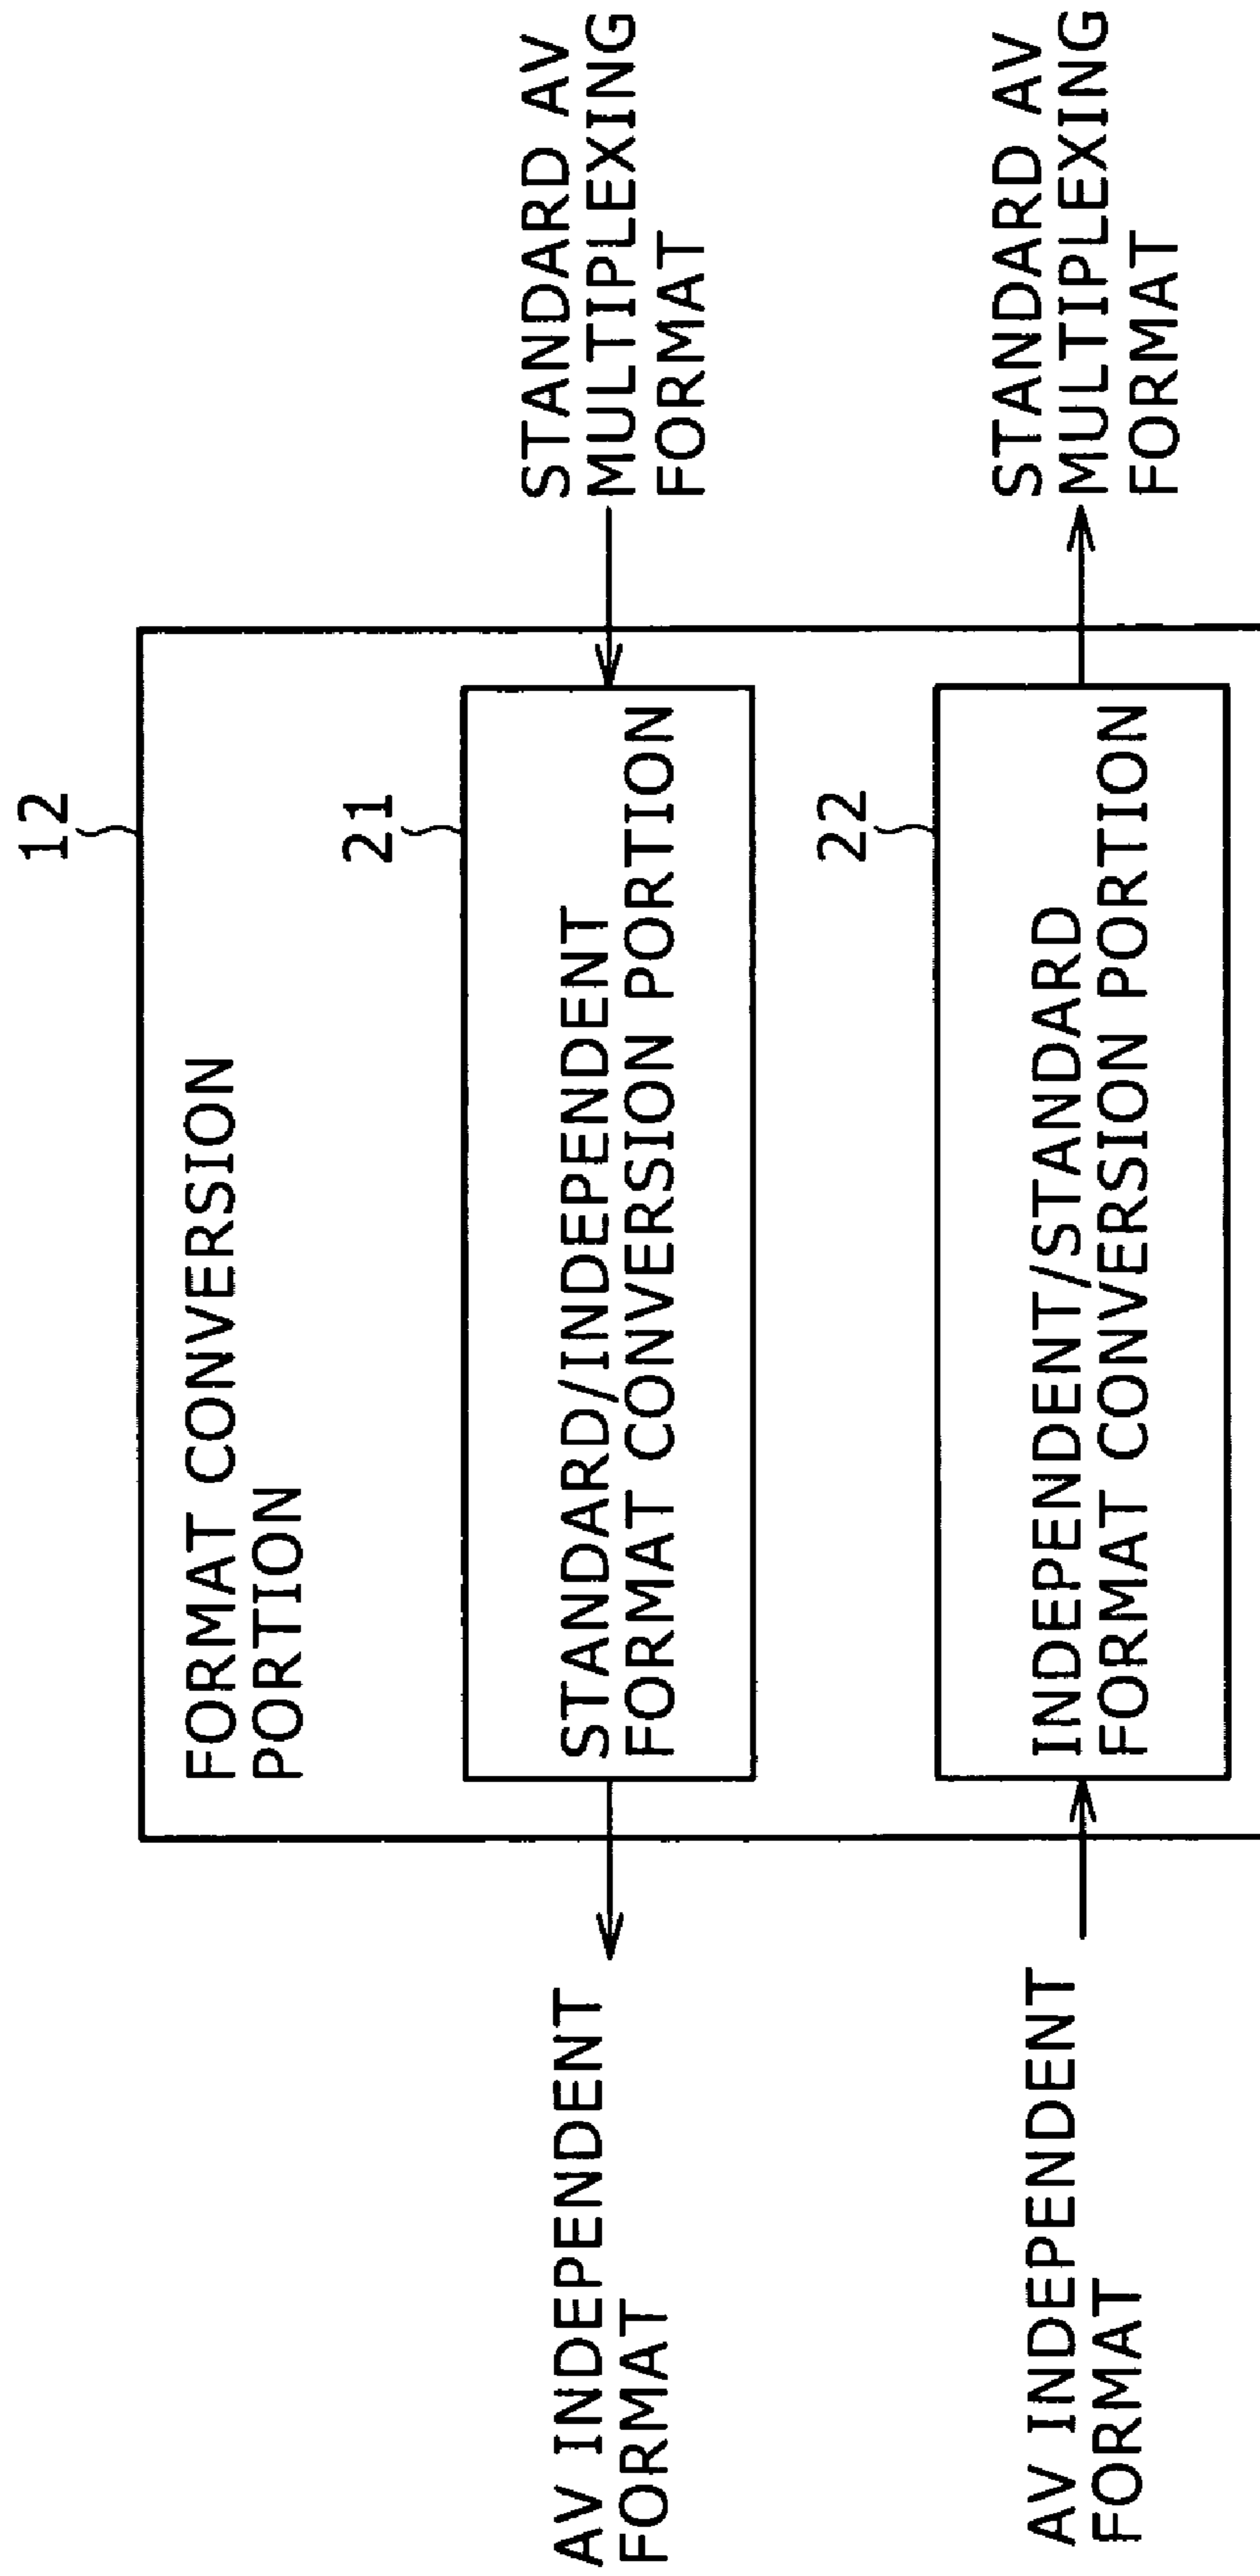 12
FORMAT CONVERSION
PORTION
21
AV INDEPENDENT
FORMAT
STANDARD/INDEPENDENT
FORMAT CONVERSION PORTION
STANDARD AV
MULTIPLEXING
FORMAT
22
AV INDEPENDENT
FORMAT
INDEPENDENT/STANDARD
FORMAT CONVERSION PORTION
STANDARD AV
MULTIPLEXING
FORMAT